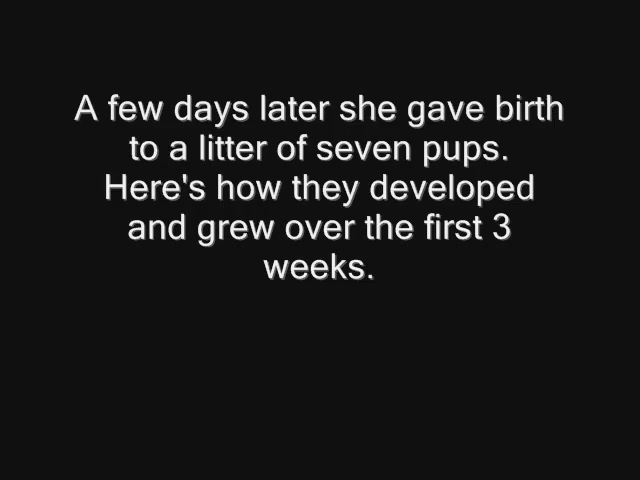 A few days later she gave birth
to a litter of seven pups.
Here's how they developed
and grew over the first 3
weeks.